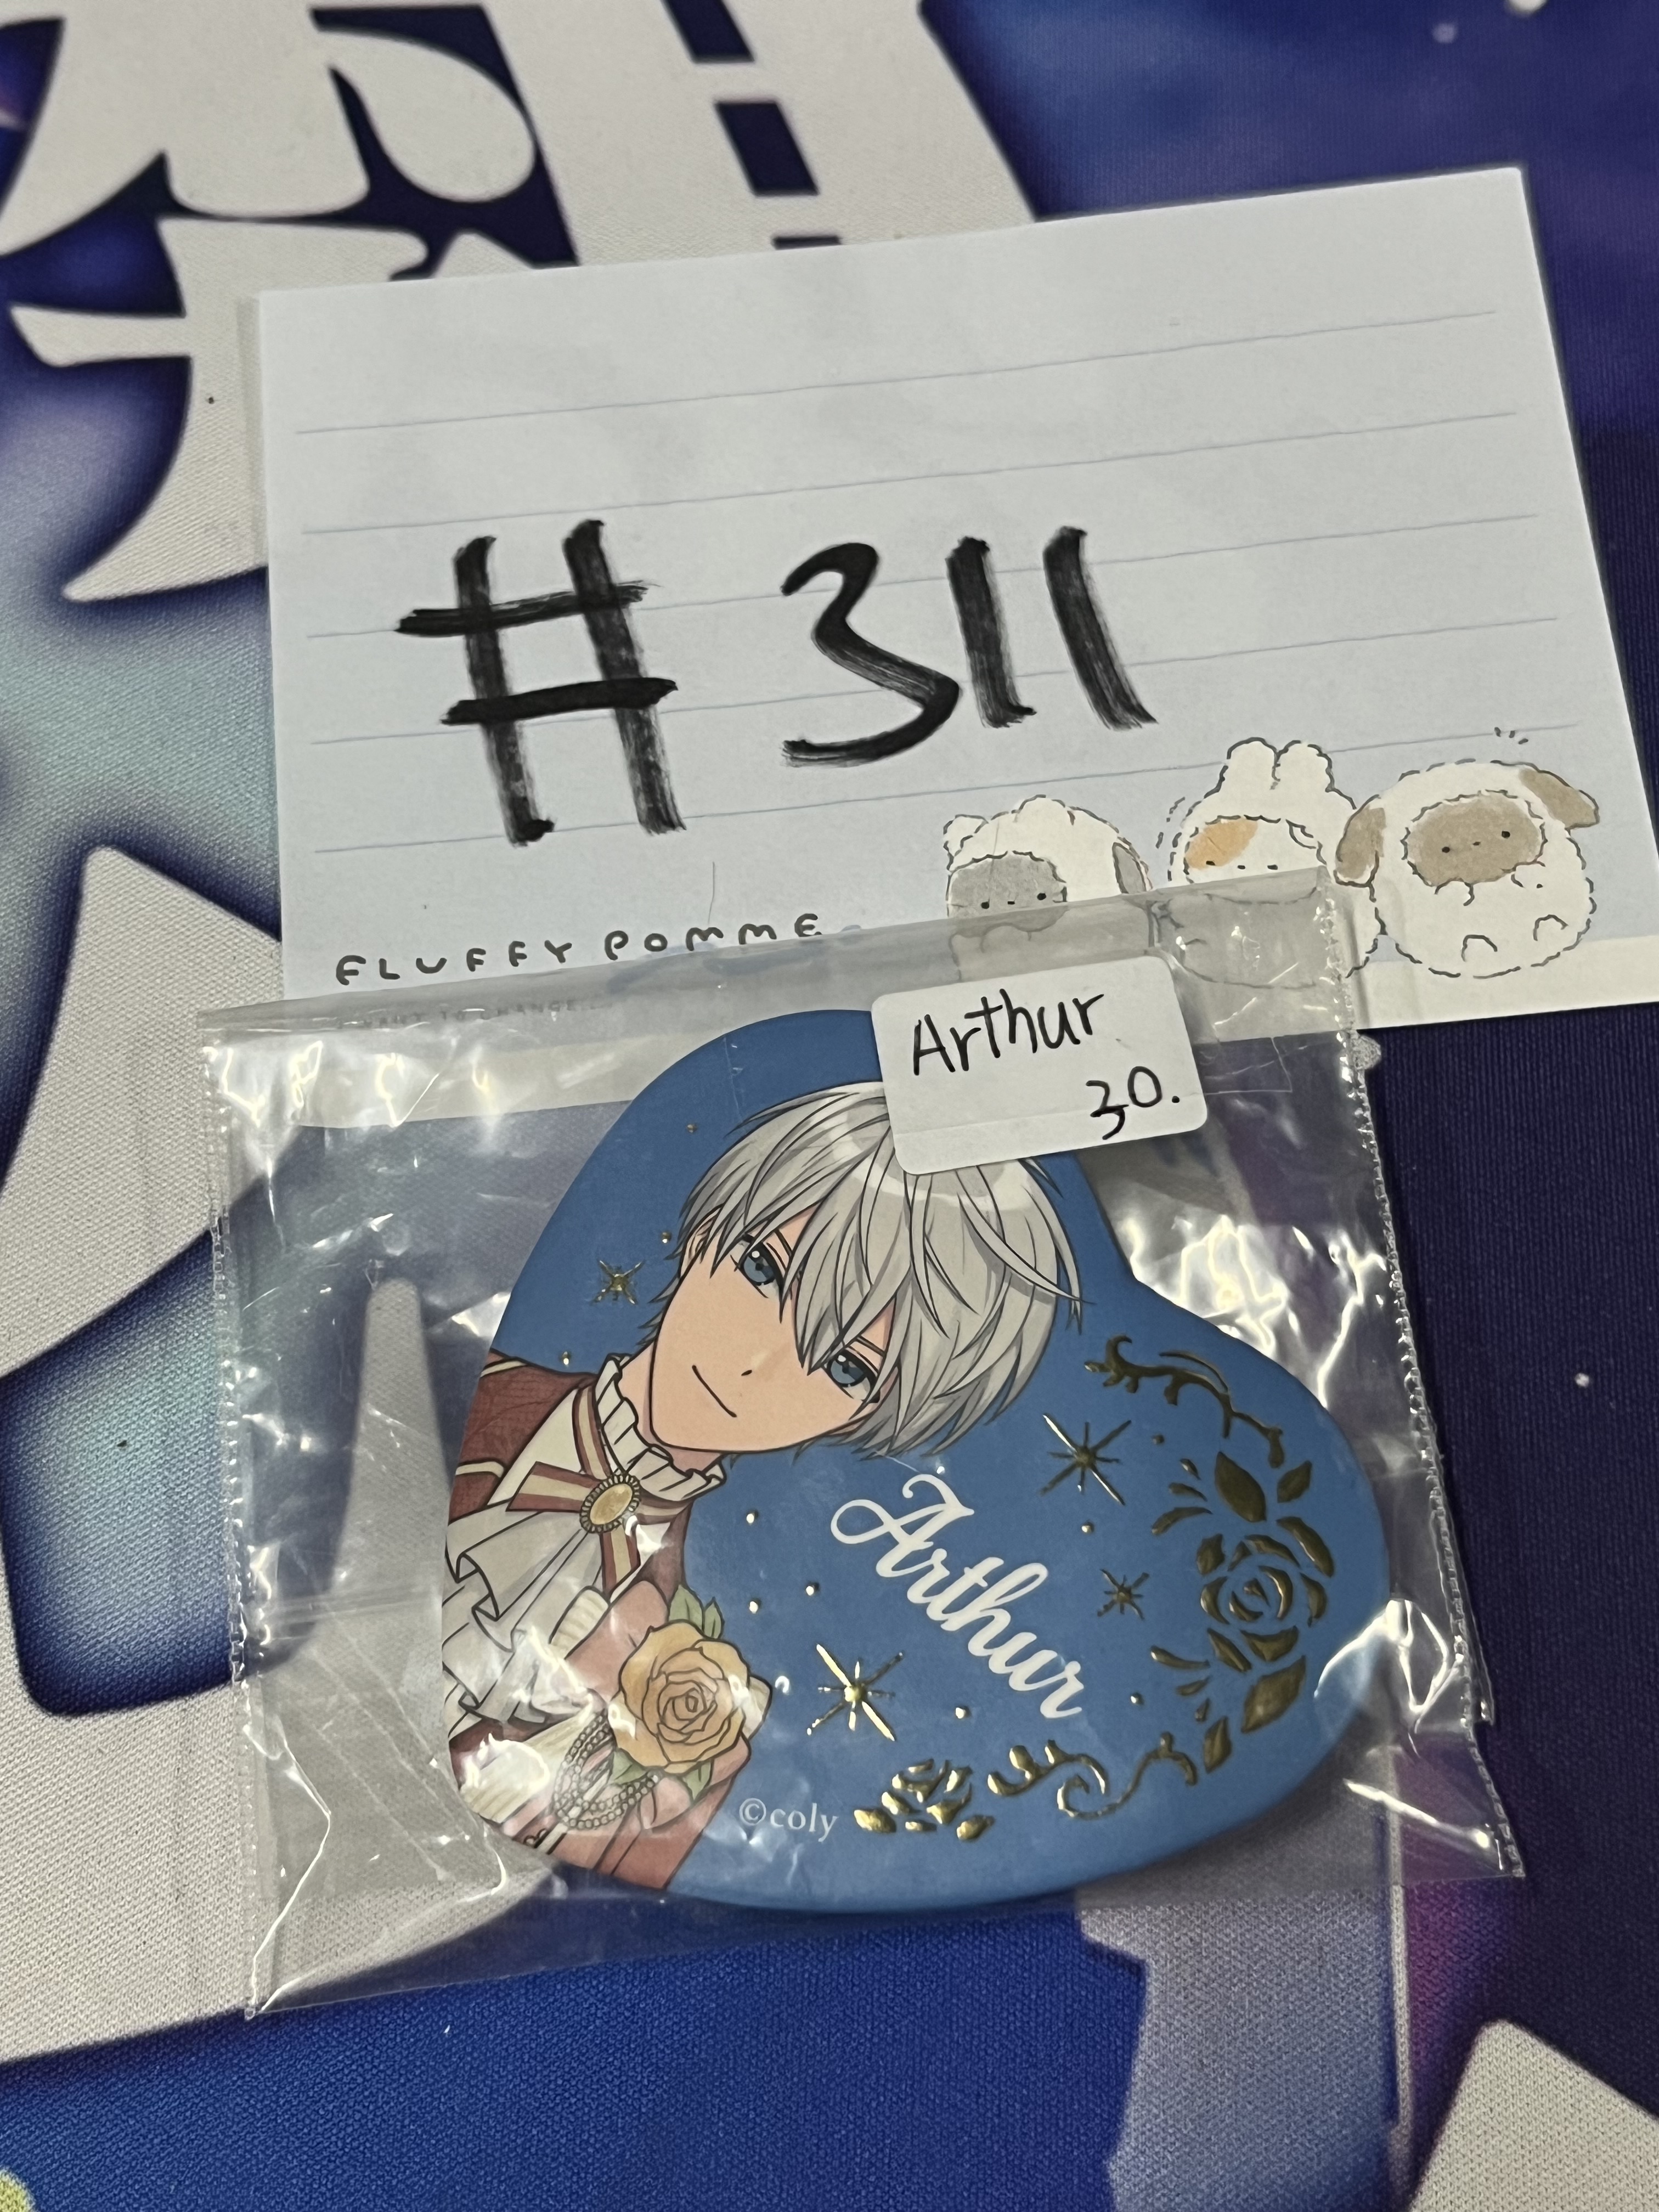 #311
FLUFFY POMME
Arthur
30.
Arthur
©coly